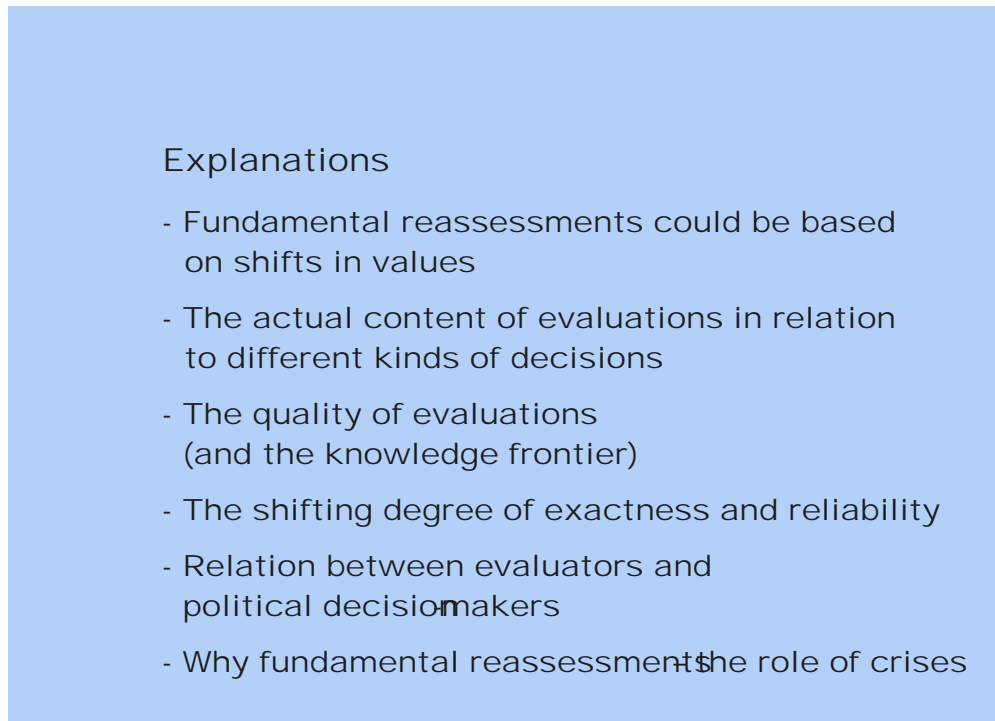 Explanations
- Fundamental reassessments could be based
on shifts in values
- The actual content of evaluations in relation
to different kinds of decisions
- The quality of evaluations
(and the knowledge frontier)
- The shifting degree of exactness and reliability
- Relation between evaluators and
political decision-makers
- Why fundamental reassessments – the role of crises